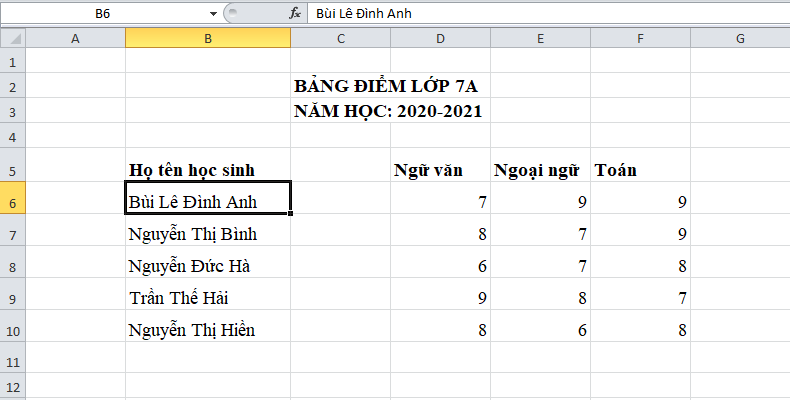 B6 fx Bùi Lê Đình Anh
A B C D E F G
1
2 BẢNG ĐIỂM LỚP 7A
3 NĂM HỌC: 2020-2021
4
5 Họ tên học sinh Ngữ văn Ngoại ngữ Toán
6 Bùi Lê Đình Anh 7 9 9
7 Nguyễn Thị Bình 8 7 9
8 Nguyễn Đức Hà 6 7 8
9 Trần Thế Hải 9 8 7
10 Nguyễn Thị Hiền 8 6 8
11
12